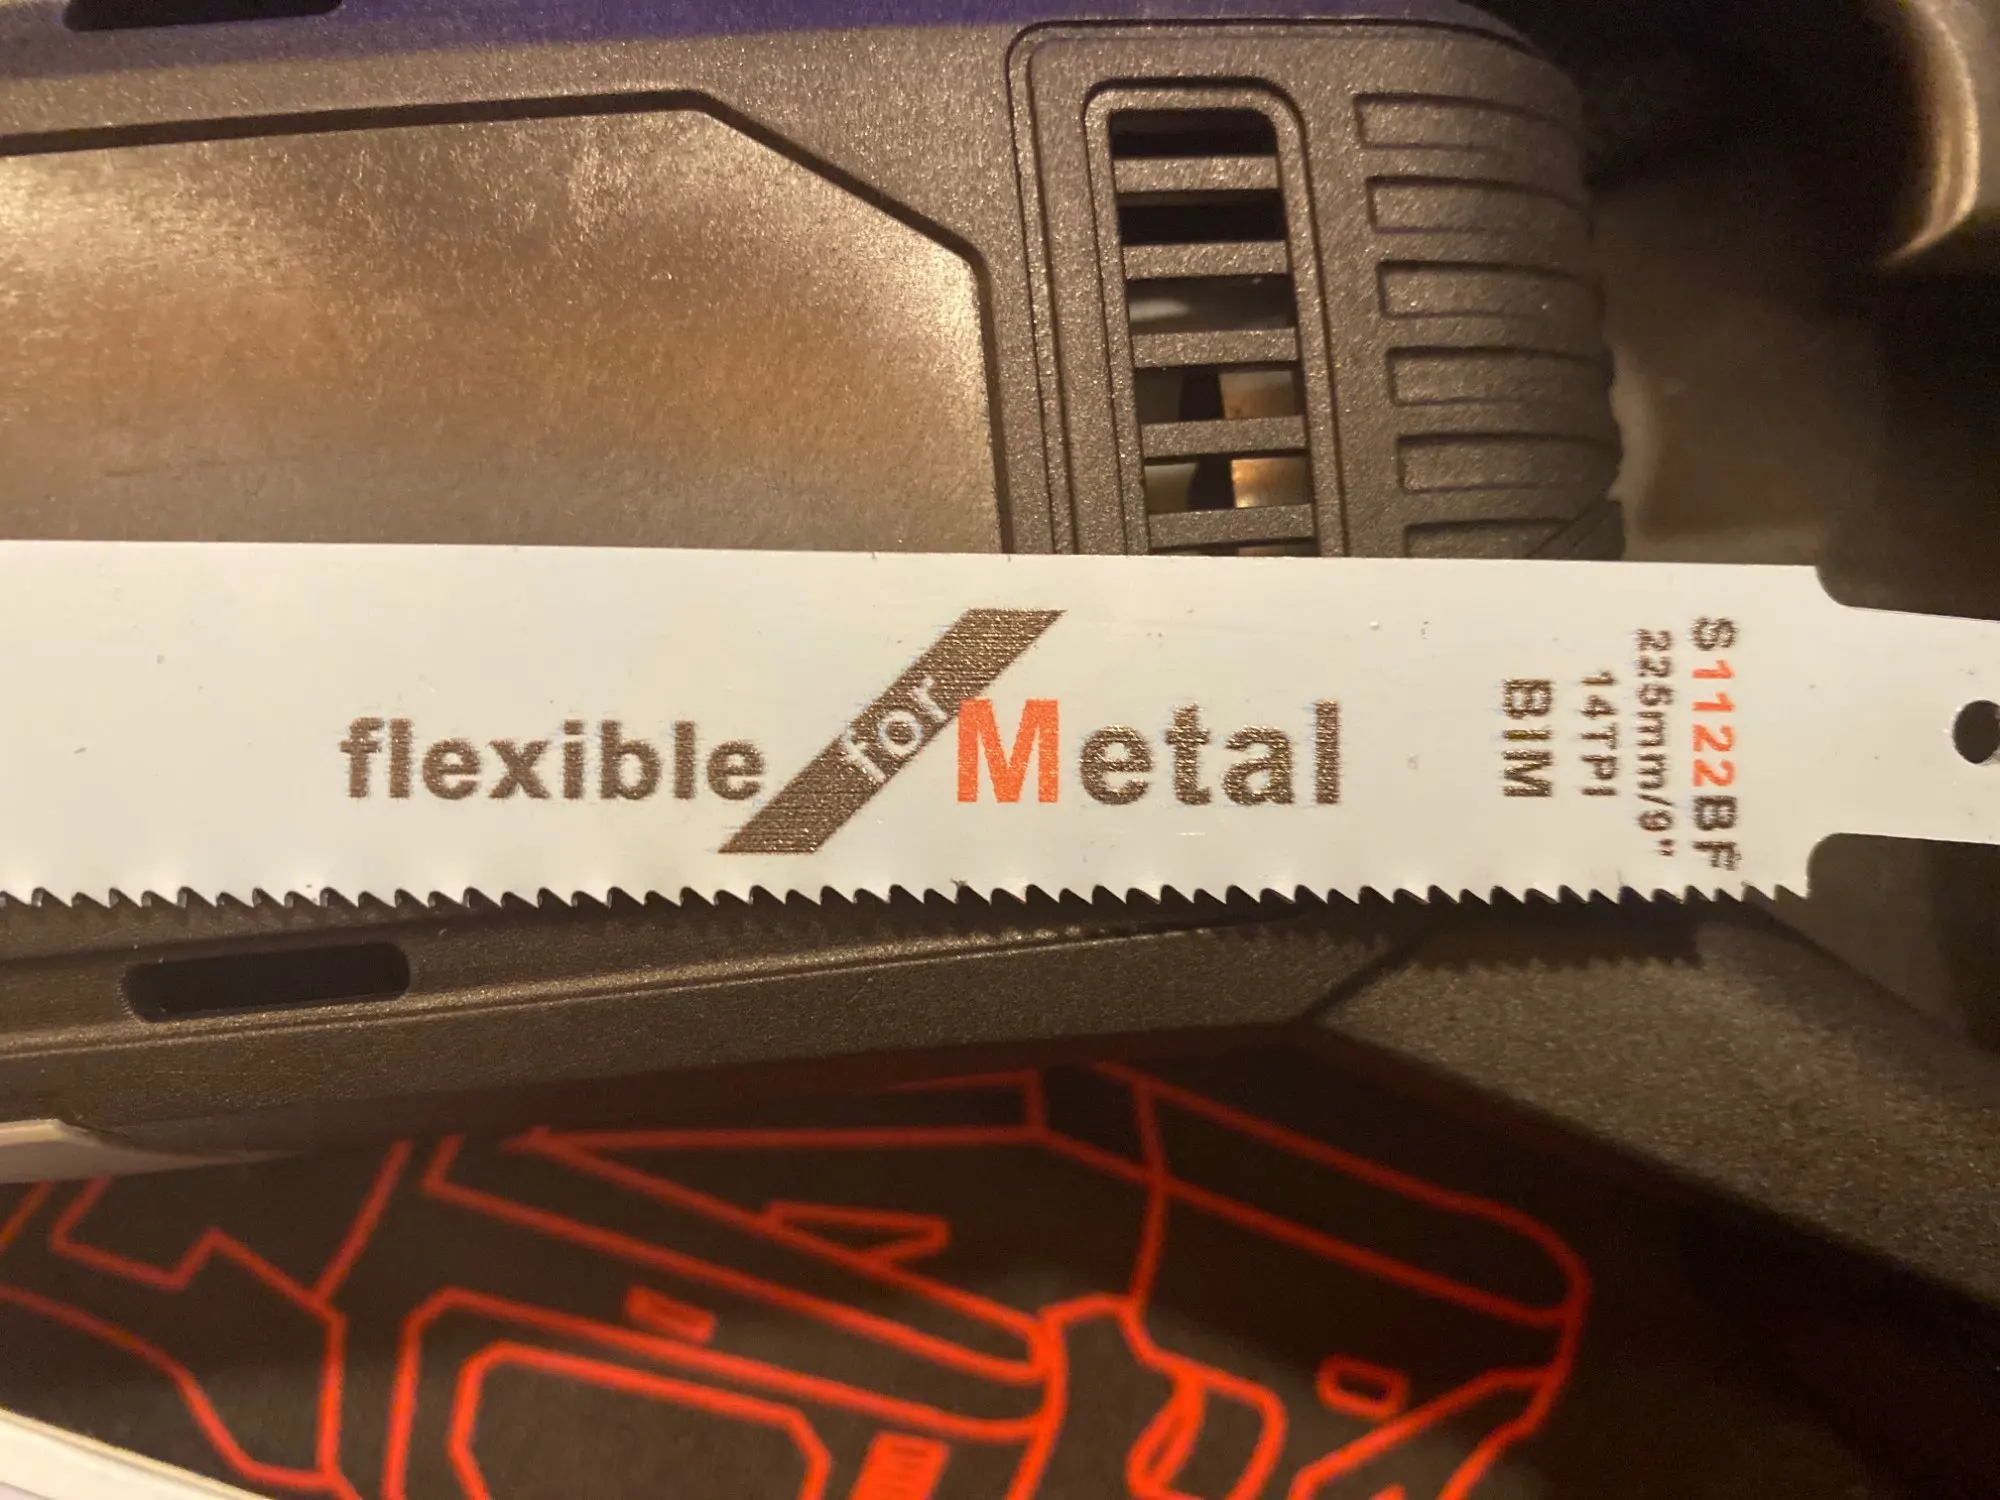 flexible for Metal
S1122BF
225mm/9"
14TPI
BIM